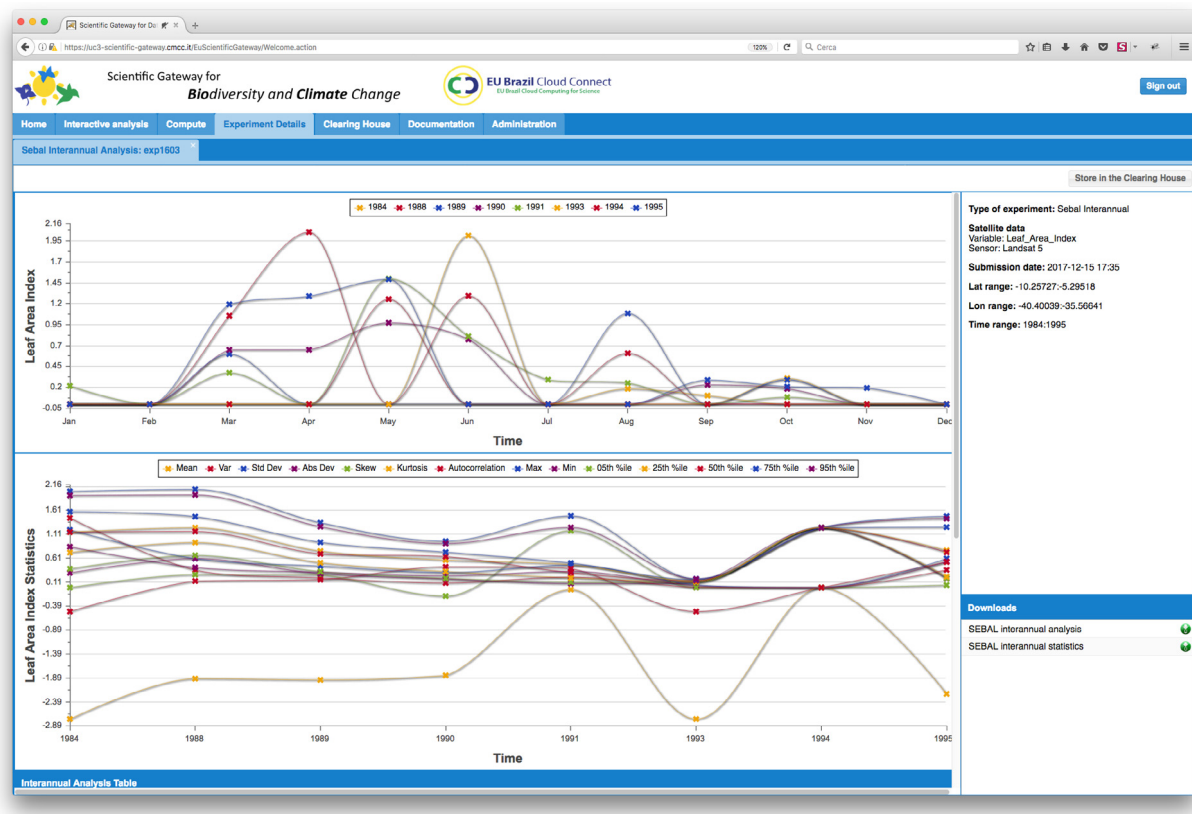 Scientific Gateway for Da
https://uc3-scientific-gateway.cmcc.it/EuScientificGateway/Welcome.action
120%
Cerca
Scientific Gateway for
Biodiversity and Climate Change
EU Brazil Cloud Connect
EU Brazil Cloud Computing for Science
Sign out
Home Interactive analysis Compute Experiment Details Clearing House Documentation Administration
Sebal Interannual Analysis: exp1603
Store in the Clearing House
1984 1988 1989 1990 1991 1993 1994 1995
Leaf Area Index
2.16
1.95
1.7
1.45
1.2
0.95
0.7
0.45
0.2
-0.05
Jan Feb Mar Apr May Jun Jul Aug Sep Oct Nov Dec
Time
Mean Var Std Dev Abs Dev Skew Kurtosis Autocorrelation Max Min 05th %ile 25th %ile 50th %ile 75th %ile 95th %ile
Leaf Area Index Statistics
2.16
1.61
1.11
0.61
0.11
-0.39
-0.89
-1.39
-1.89
-2.39
-2.89
1984 1988 1989 1990 1991 1993 1994 1995
Time
Interannual Analysis Table
Type of experiment: Sebal Interannual
Satellite data
Variable: Leaf_Area_Index
Sensor: Landsat 5
Submission date: 2017-12-15 17:35
Lat range: -10.25727:-5.29518
Lon range: -40.40039:-35.56641
Time range: 1984:1995
Downloads
SEBAL interannual analysis
SEBAL interannual statistics